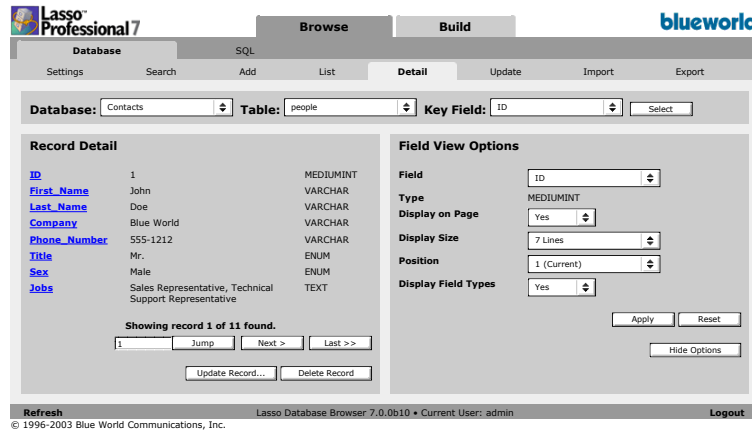 Lasso™
Professional 7
Browse Build
blueworld
Database SQL
Settings Search Add List Detail Update Import Export
Database: Contacts Table: people Key Field: ID Select
Record Detail
ID 1 MEDIUMINT
First_Name John VARCHAR
Last_Name Doe VARCHAR
Company Blue World VARCHAR
Phone_Number 555-1212 VARCHAR
Title Mr. ENUM
Sex Male ENUM
Jobs Sales Representative, Technical TEXT
Support Representative
Showing record 1 of 11 found.
1 Jump Next > Last >>
Update Record... Delete Record
Field View Options
Field ID
Type MEDIUMINT
Display on Page Yes
Display Size 7 Lines
Position 1 (Current)
Display Field Types Yes
Apply Reset
Hide Options
Refresh Lasso Database Browser 7.0.0b10 • Current User: admin Logout
© 1996-2003 Blue World Communications, Inc.